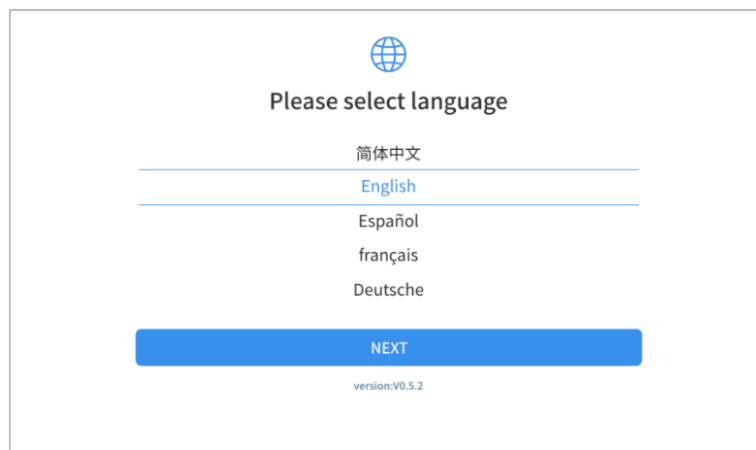 Please select language
简体中文
English
Español
français
Deutsche
NEXT
version:V0.5.2